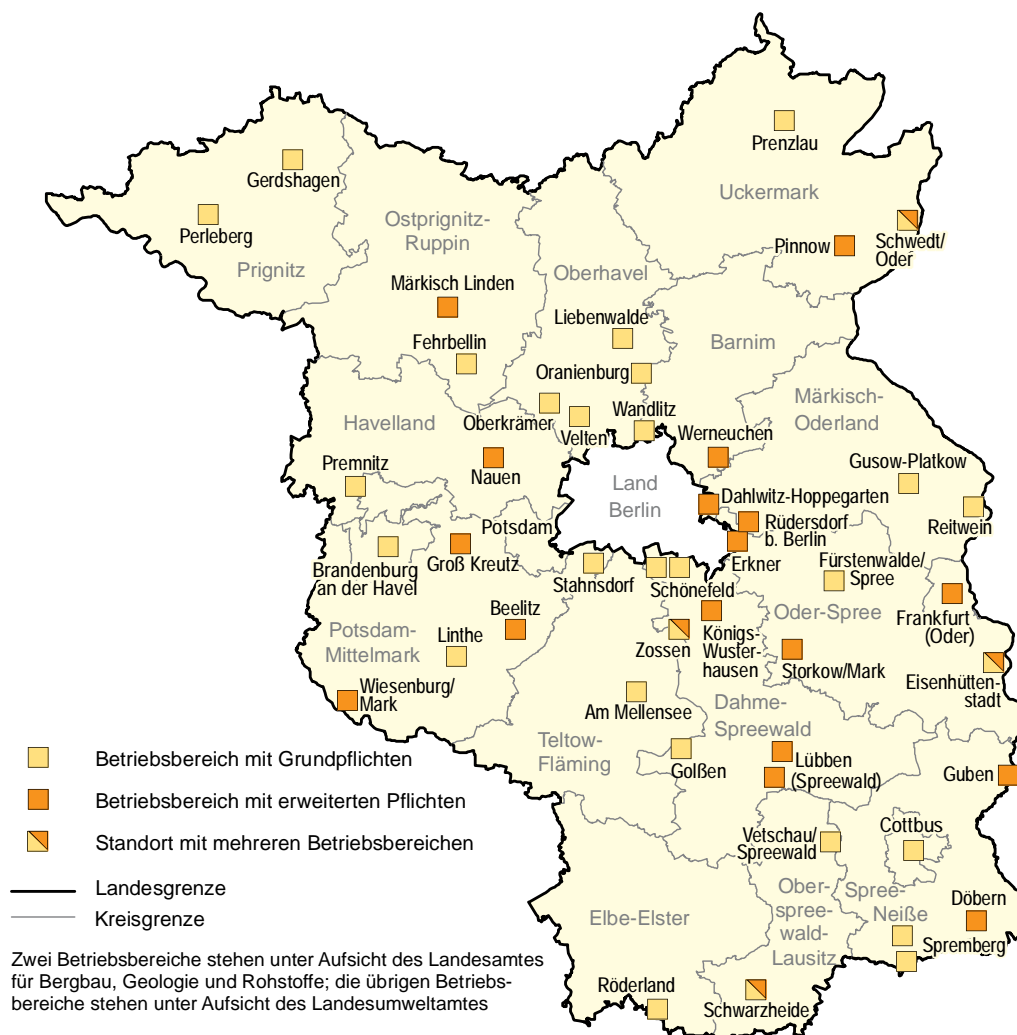 Prenzlau
Gerdshagen
Uckermark
Perleberg
Ostprignitz-
Ruppin
Pinnow
Schwedt/
Oder
Prignitz
Oberhavel
Märkisch Linden
Liebenwalde
Fehrbellin
Barnim
Oranienburg
Märkisch-
Oderland
Havelland
Oberkrämer
Wandlitz
Velten
Werneuchen
Premnitz
Nauen
Gusow-Platkow
Land
Berlin
Dahlwitz-Hoppegarten
Reitwein
Potsdam
Rüdersdorf
b. Berlin
Brandenburg
an der Havel
Groß Kreutz
Erkner
Stahnsdorf
Schönefeld
Fürstenwalde/
Spree
Beelitz
Oder-Spree
Frankfurt
(Oder)
Potsdam-
Mittelmark
Linthe
Zossen
Königs-
Wuster-
hausen
Storkow/Mark
Eisenhütten-
stadt
Wiesenburg/
Mark
Am Mellensee
Dahme-
Spreewald
Teltow-
Fläming
Golßen
Lübben
(Spreewald)
Guben
Betriebsbereich mit Grundpflichten
Betriebsbereich mit erweiterten Pflichten
Standort mit mehreren Betriebsbereichen
Landesgrenze
Kreisgrenze
Vetschau/
Spreewald
Cottbus
Elbe-Elster
Ober-
spree-
wald-
Lausitz
Spree-
Neiße
Döbern
Spremberg
Röderland
Schwarzheide
Zwei Betriebsbereiche stehen unter Aufsicht des Landesamtes
für Bergbau, Geologie und Rohstoffe; die übrigen Betriebs-
bereiche stehen unter Aufsicht des Landesumweltamtes